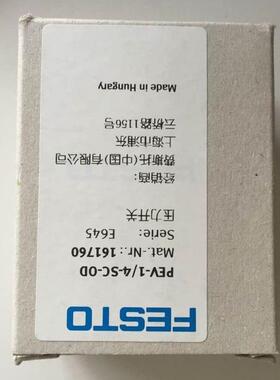 FESTO
PEV-1/4-SC-OD
Mat.-Nr.: 161760
Serie: E645
压力开关
经销商:
费斯托(中国)有限公司
上海市浦东
云桥路1156号
Made in Hungary